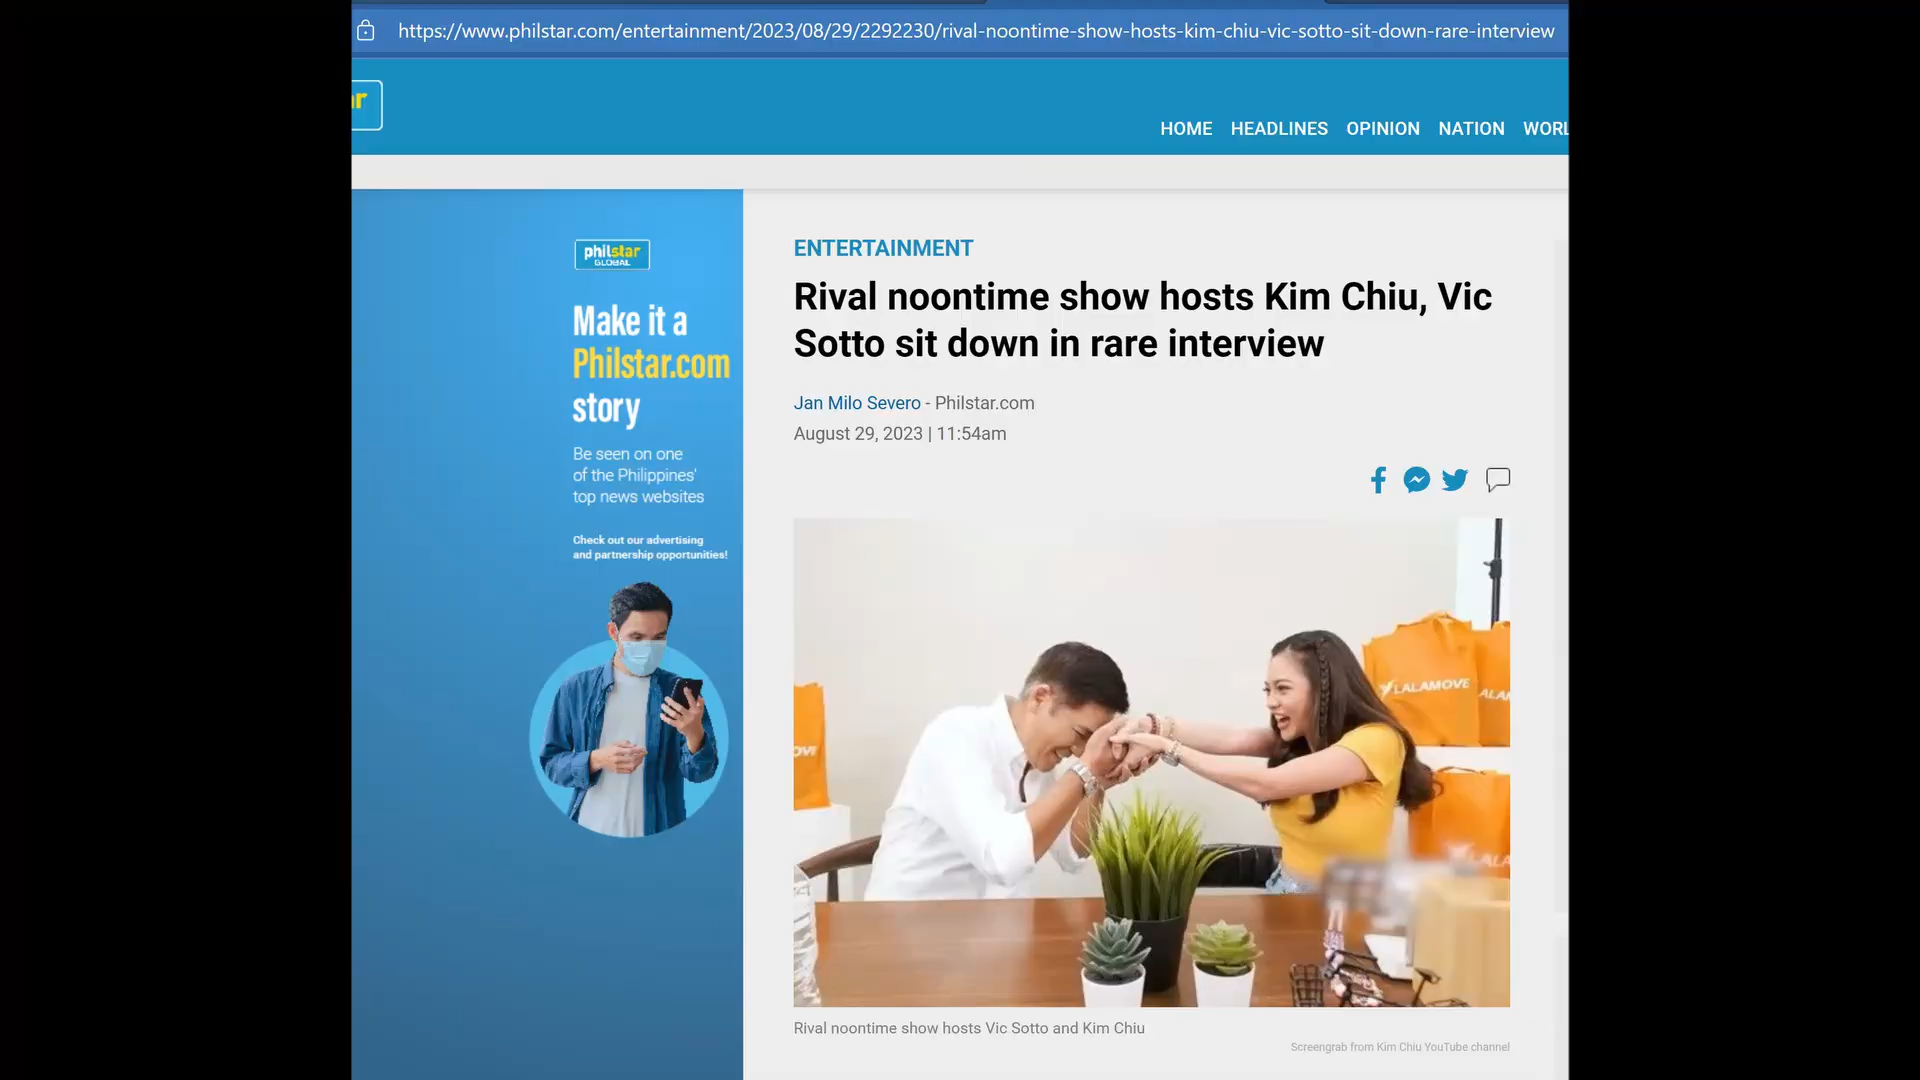 https://www.philstar.com/entertainment/2023/08/29/2292230/rival-noontime-show-hosts-kim-chiu-vic-sotto-sit-down-rare-interview
HOME HEADLINES OPINION NATION WORL
philstar
GLOBAL
Make it a
Philstar.com
story
Be seen on one
of the Philippines'
top news websites
Check out our advertising
and partnership opportunities!
ENTERTAINMENT
Rival noontime show hosts Kim Chiu, Vic
Sotto sit down in rare interview
Jan Milo Severo - Philstar.com
August 29, 2023 | 11:54am
LALAMOVE
ALAM
OVE
LALA
Rival noontime show hosts Vic Sotto and Kim Chiu
Screengrab from Kim Chiu YouTube channel